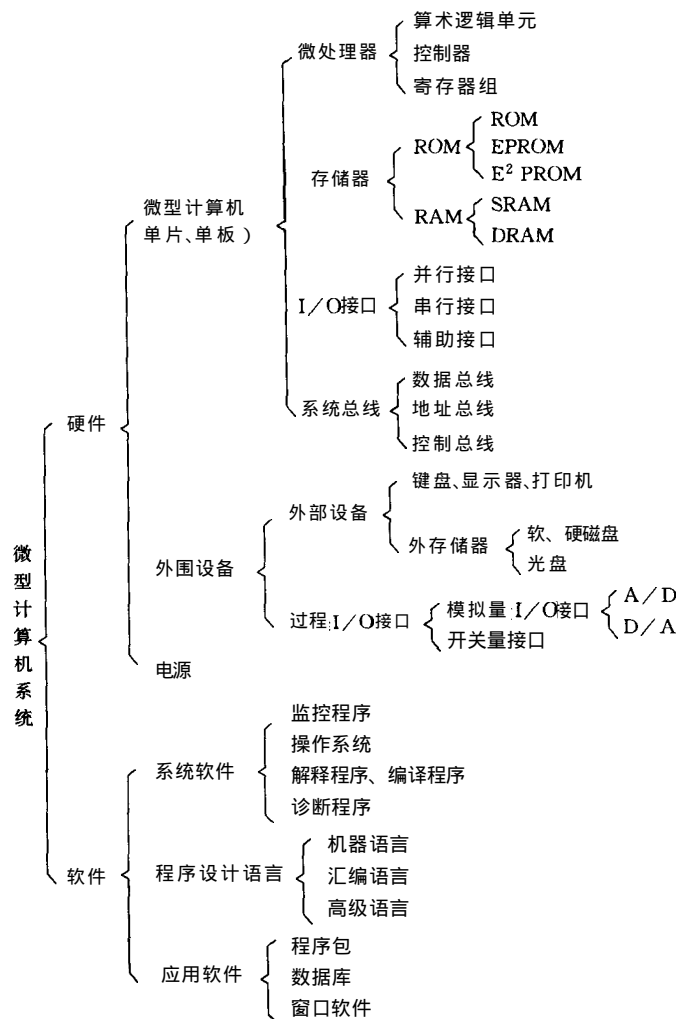 算术逻辑单元
微处理器
控制器
寄存器组
ROM
ROM
EPROM
E² PROM
存储器
RAM
SRAM
DRAM
微型计算机
单片、单板）
并行接口
I／O接口
串行接口
辅助接口
数据总线
系统总线
地址总线
控制总线
硬件
键盘、显示器、打印机
外部设备
外存储器
软、硬磁盘
光盘
外围设备
过程 I／O接口
模拟量 I／O接口
A／D
D／A
开关量接口
电源
微型计算机系统
监控程序
操作系统
系统软件
解释程序、编译程序
诊断程序
机器语言
软件
程序设计语言
汇编语言
高级语言
程序包
应用软件
数据库
窗口软件